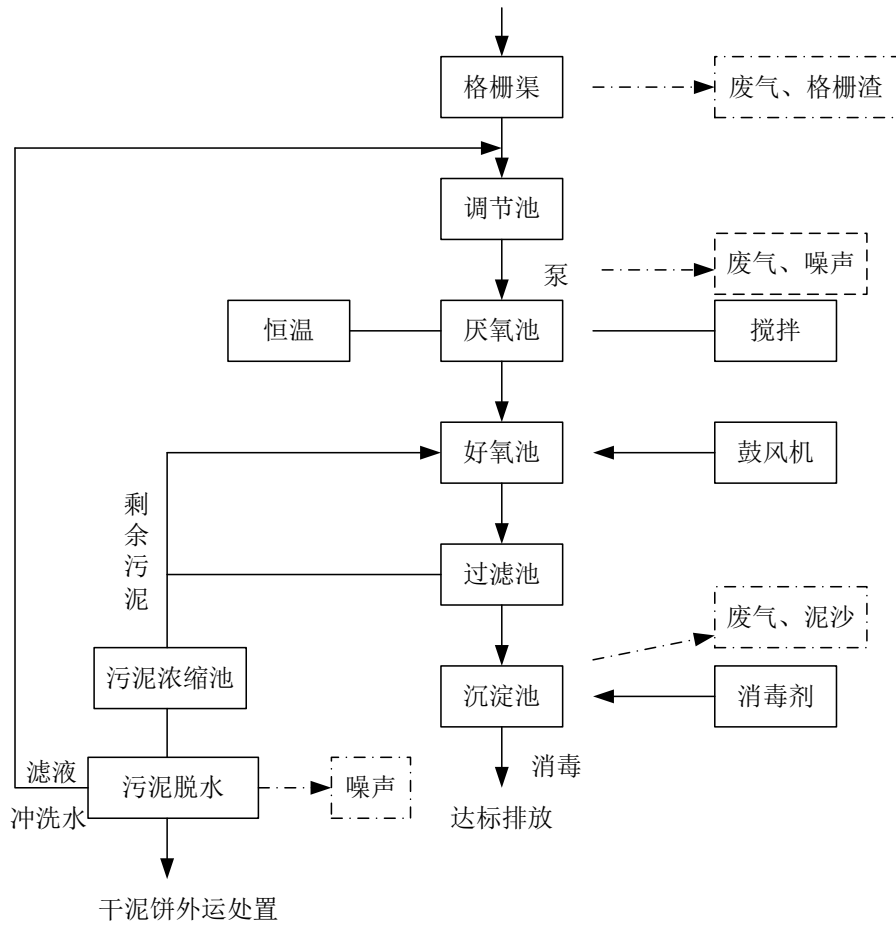 格栅渠
废气、格栅渣
调节池
泵
废气、噪声
恒温
厌氧池
搅拌
好氧池
鼓风机
剩余污泥
过滤池
废气、泥沙
污泥浓缩池
沉淀池
消毒剂
滤液
污泥脱水
噪声
消毒
冲洗水
达标排放
干泥饼外运处置